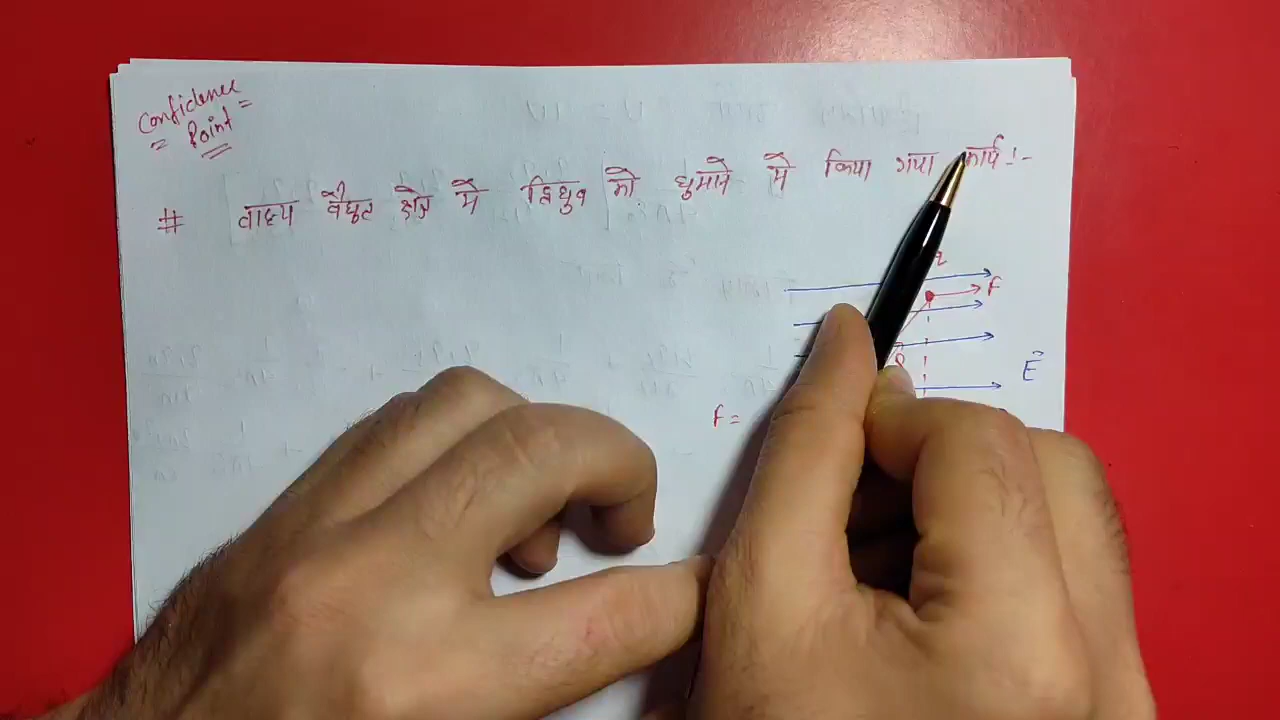 Confidence
Point
# वाह्य वैधुत क्षेत्र मे द्विध्रुव को घुमाने मे किया गया कार्य :-
F
E
F =